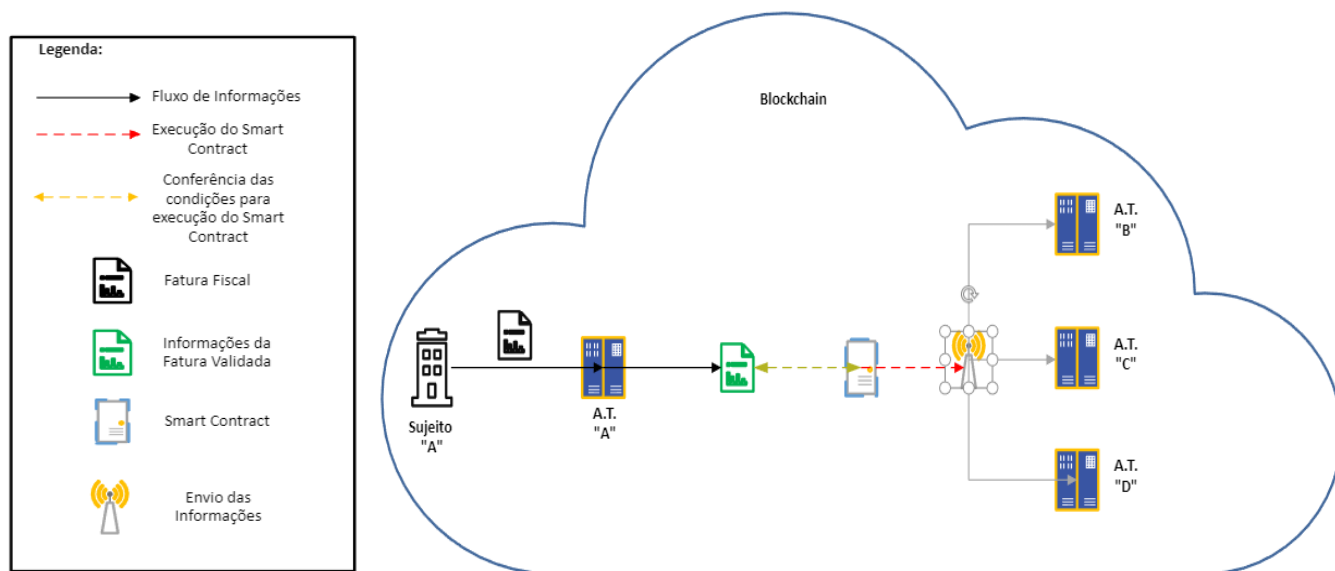 Legenda:
Fluxo de Informações
Execução do Smart
Contract
Conferência das
condições para
execução do Smart
Contract
Fatura Fiscal
Informações da
Fatura Validada
Smart Contract
Envio das
Informações
Blockchain
Sujeito
"A"
A.T.
"A"
A.T.
"B"
A.T.
"C"
A.T.
"D"